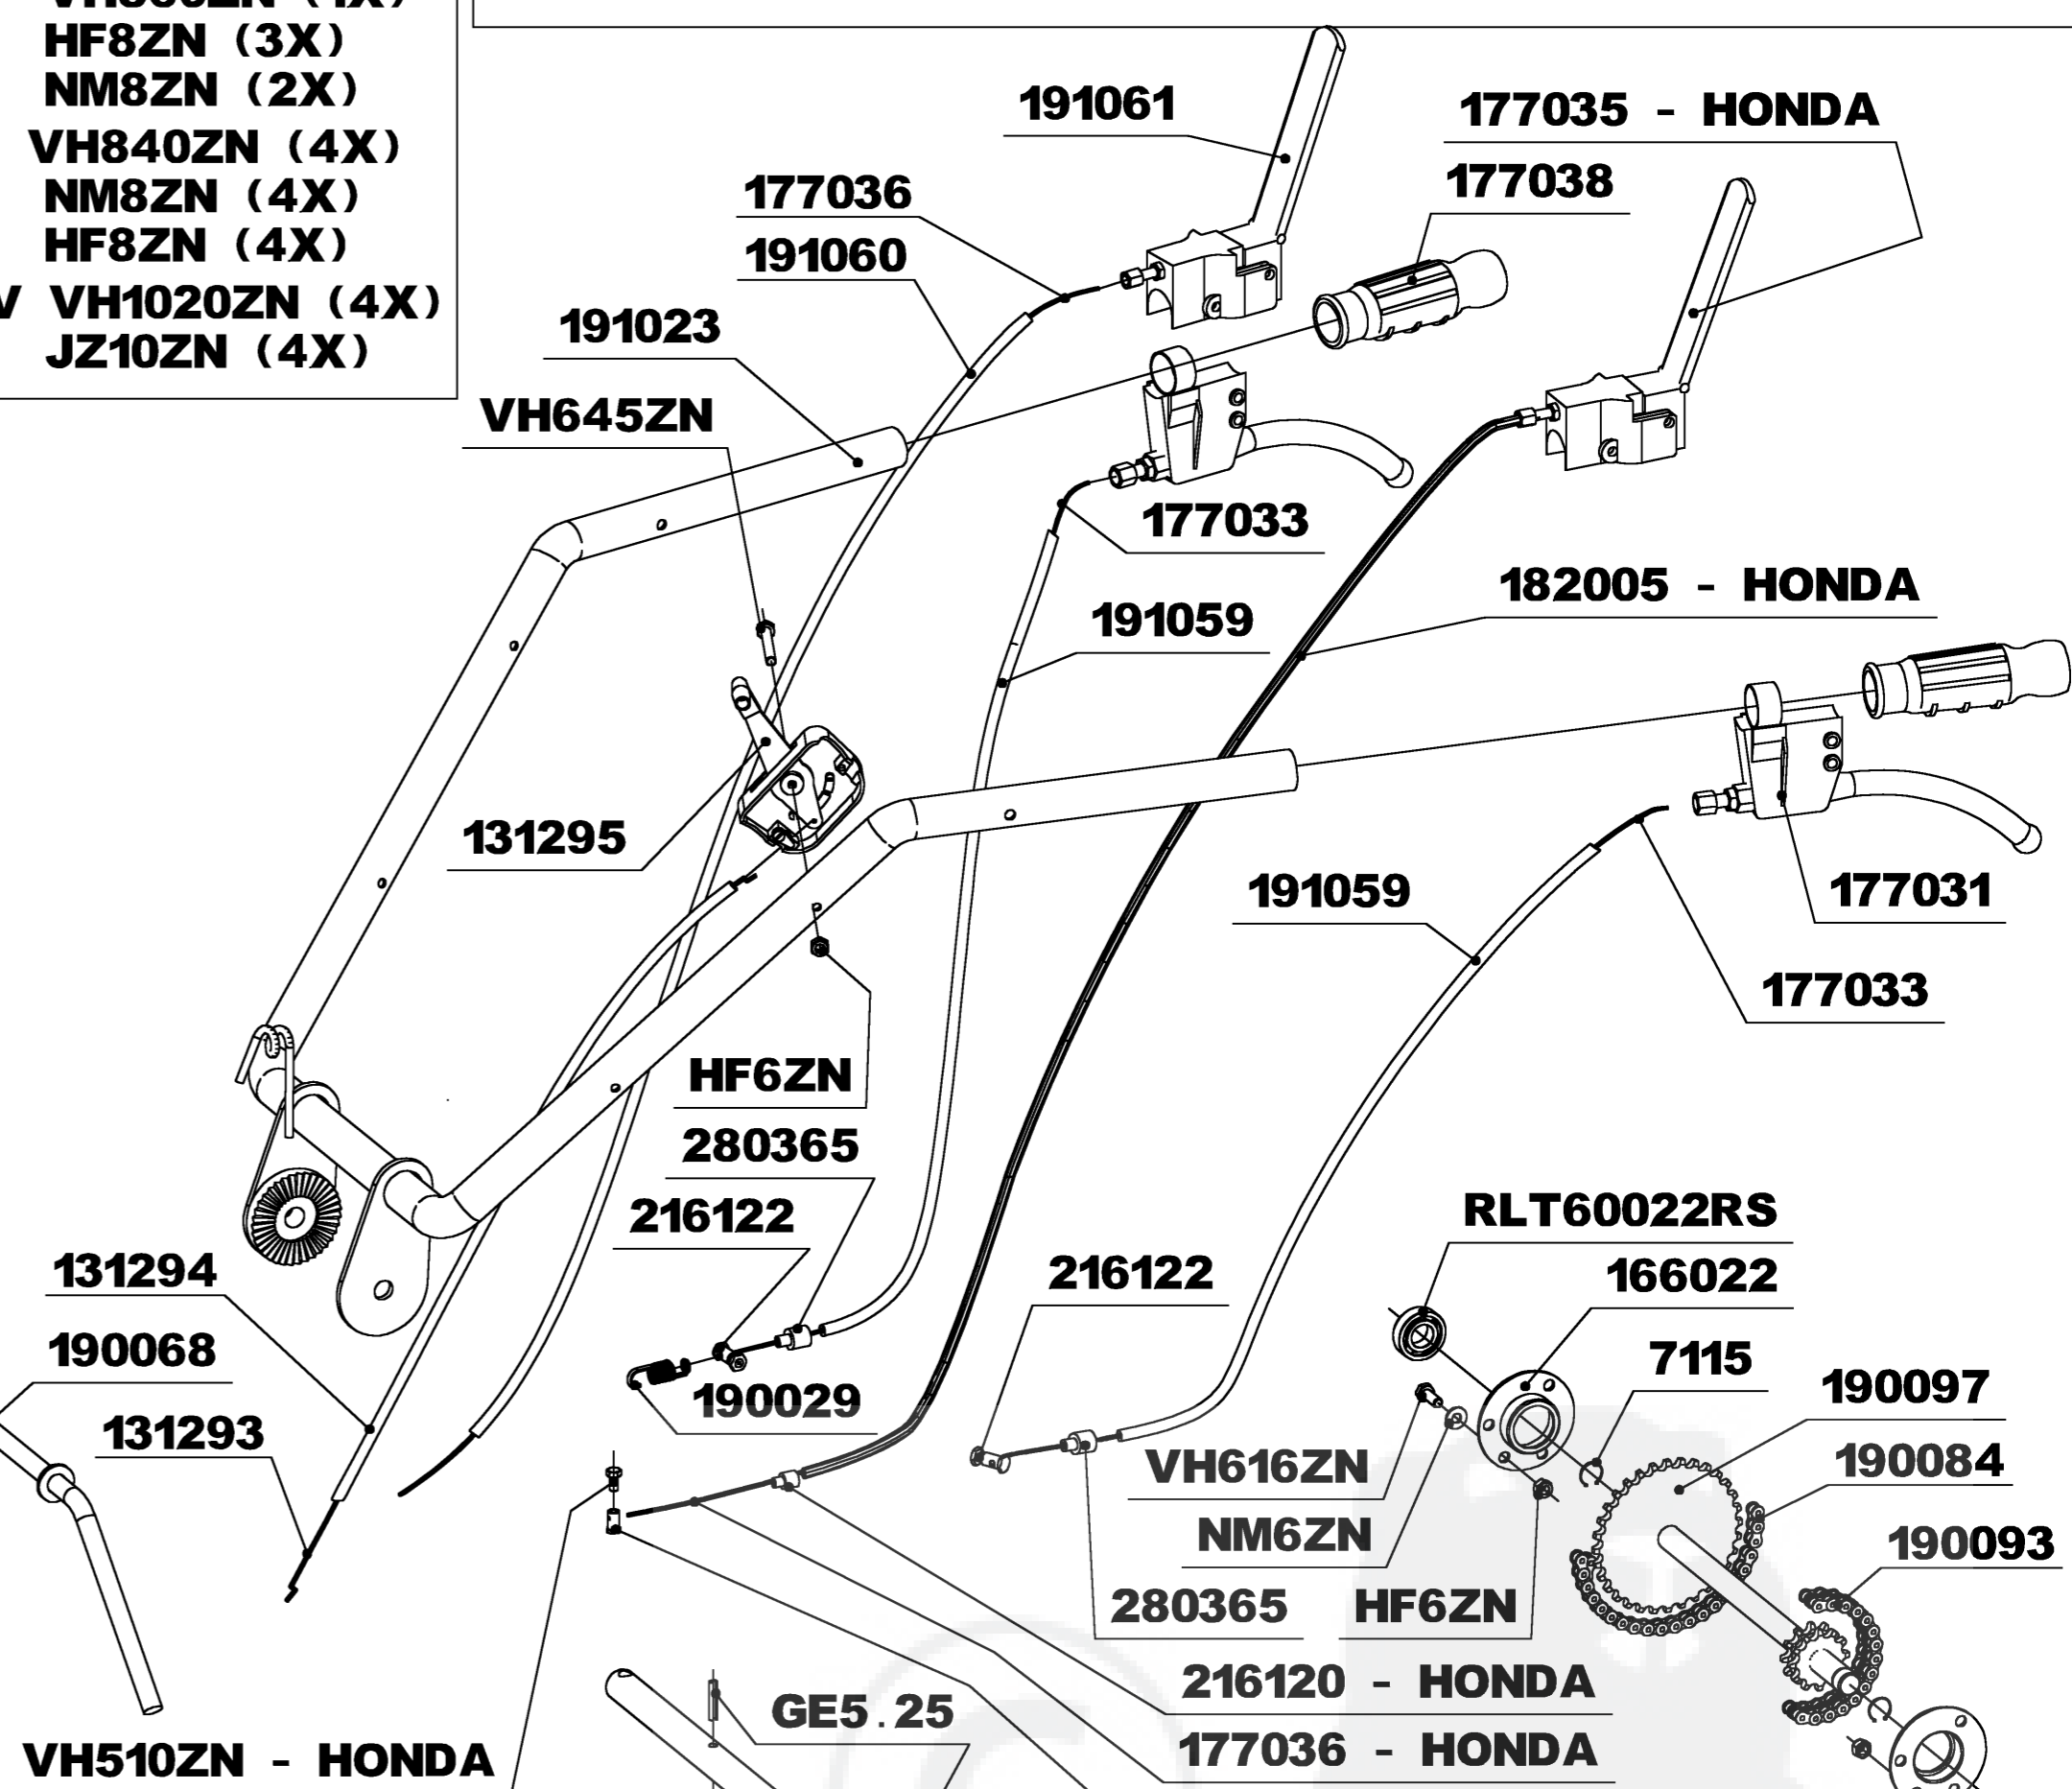 HF8ZN (3X)
NM8ZN (2X)
VH840ZN (4X)
NM8ZN (4X)
HF8ZN (4X)
VH1020ZN (4X)
JZ10ZN (4X)
191061
177035 - HONDA
177038
177036
191060
191023
VH645ZN
177033
182005 - HONDA
191059
131295
191059
177031
177033
HF6ZN
280365
216122
RLT60022RS
216122
166022
131294
7115
190068
190097
190029
131293
VH616ZN
190084
NM6ZN
190093
280365
HF6ZN
216120 - HONDA
GE5.25
177036 - HONDA
VH510ZN - HONDA